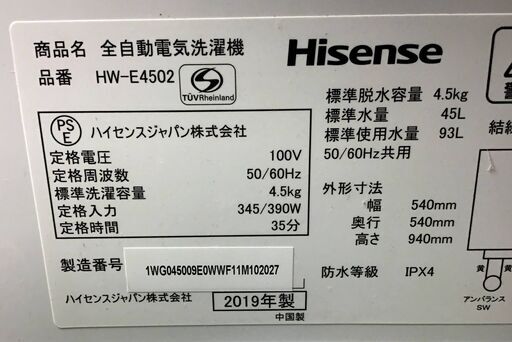 商品名 全自動電気洗濯機
品番 HW-E4502
TÜVRheinland
Hisense
PS
E
ハイセンスジャパン株式会社
定格電圧 100V
定格周波数 50/60Hz
標準洗濯容量 4.5kg
定格入力 345/390W
定格時間 35分
製造番号 1WG045009E0WWF11M102027
ハイセンスジャパン株式会社 2019年製
中国製
標準脱水容量 4.5kg
標準水量 45L
標準使用水量 93L
50/60Hz共用
外形寸法
幅 540mm
奥行 540mm
高さ 940mm
防水等級 IPX4
結線
黄 黄
アンバランス
SW